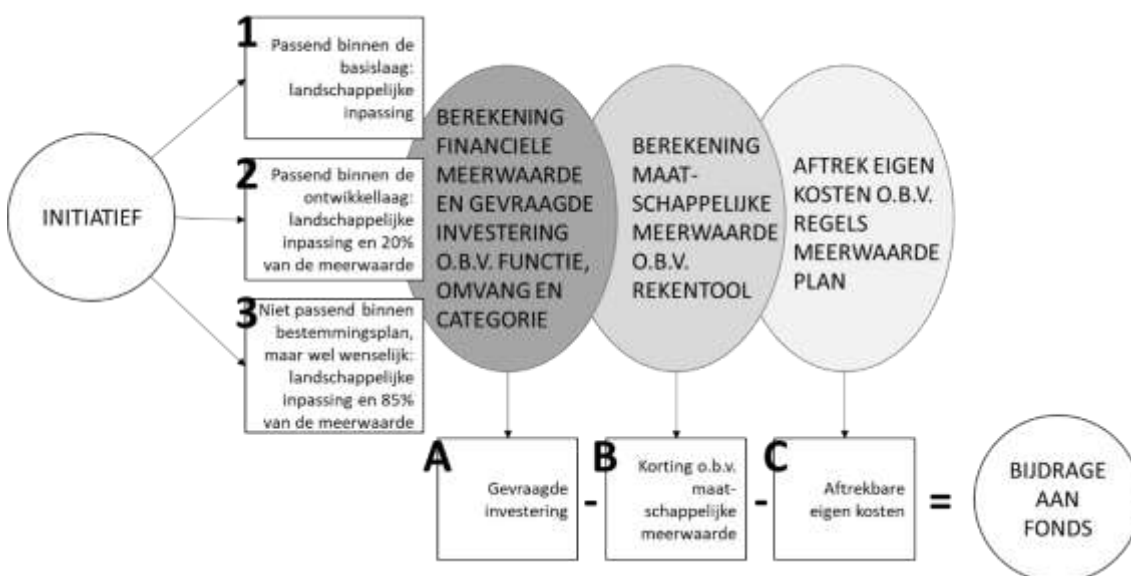 INITIATIEF
1
Passend binnen de
basislaag:
landschappelijke
inpassing
2
Passend binnen de
ontwikkellaag:
landschappelijke
inpassing en 20%
van de meerwaarde
3
Niet passend binnen
bestemmingsplan,
maar wel wenselijk:
landschappelijke
inpassing en 85%
van de meerwaarde
BEREKENING
FINANCIELE
MEERWAARDE
EN GEVRAAGDE
INVESTERING
O.B.V. FUNCTIE,
OMVANG EN
CATEGORIE
BEREKENING
MAAT-
SCHAPPELIJKE
MEERWAARDE
O.B.V.
REKENTOOL
AFTREK EIGEN
KOSTEN O.B.V.
REGELS
MEERWAARDE
PLAN
A
Gevraagde
investering
-
B
Korting o.b.v.
maat-
schappelijke
meerwaarde
-
C
Aftrekbare
eigen kosten
=
BIJDRAGE
AAN
FONDS